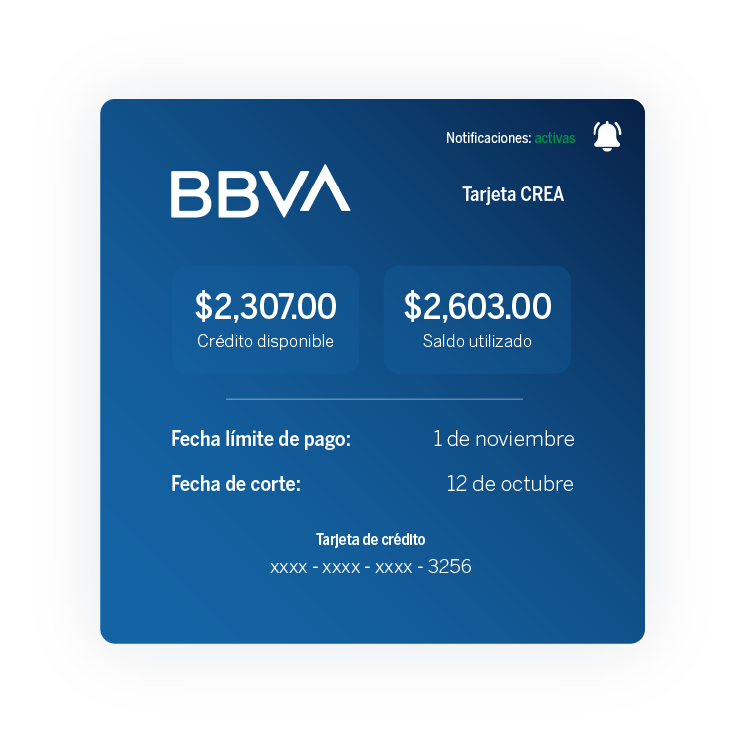 Notificaciones: activas
BBVA
Tarjeta CREA
$2,307.00
Crédito disponible
$2,603.00
Saldo utilizado
Fecha límite de pago: 1 de noviembre
Fecha de corte: 12 de octubre
Tarjeta de crédito
xxxx - xxxx - xxxx - 3256